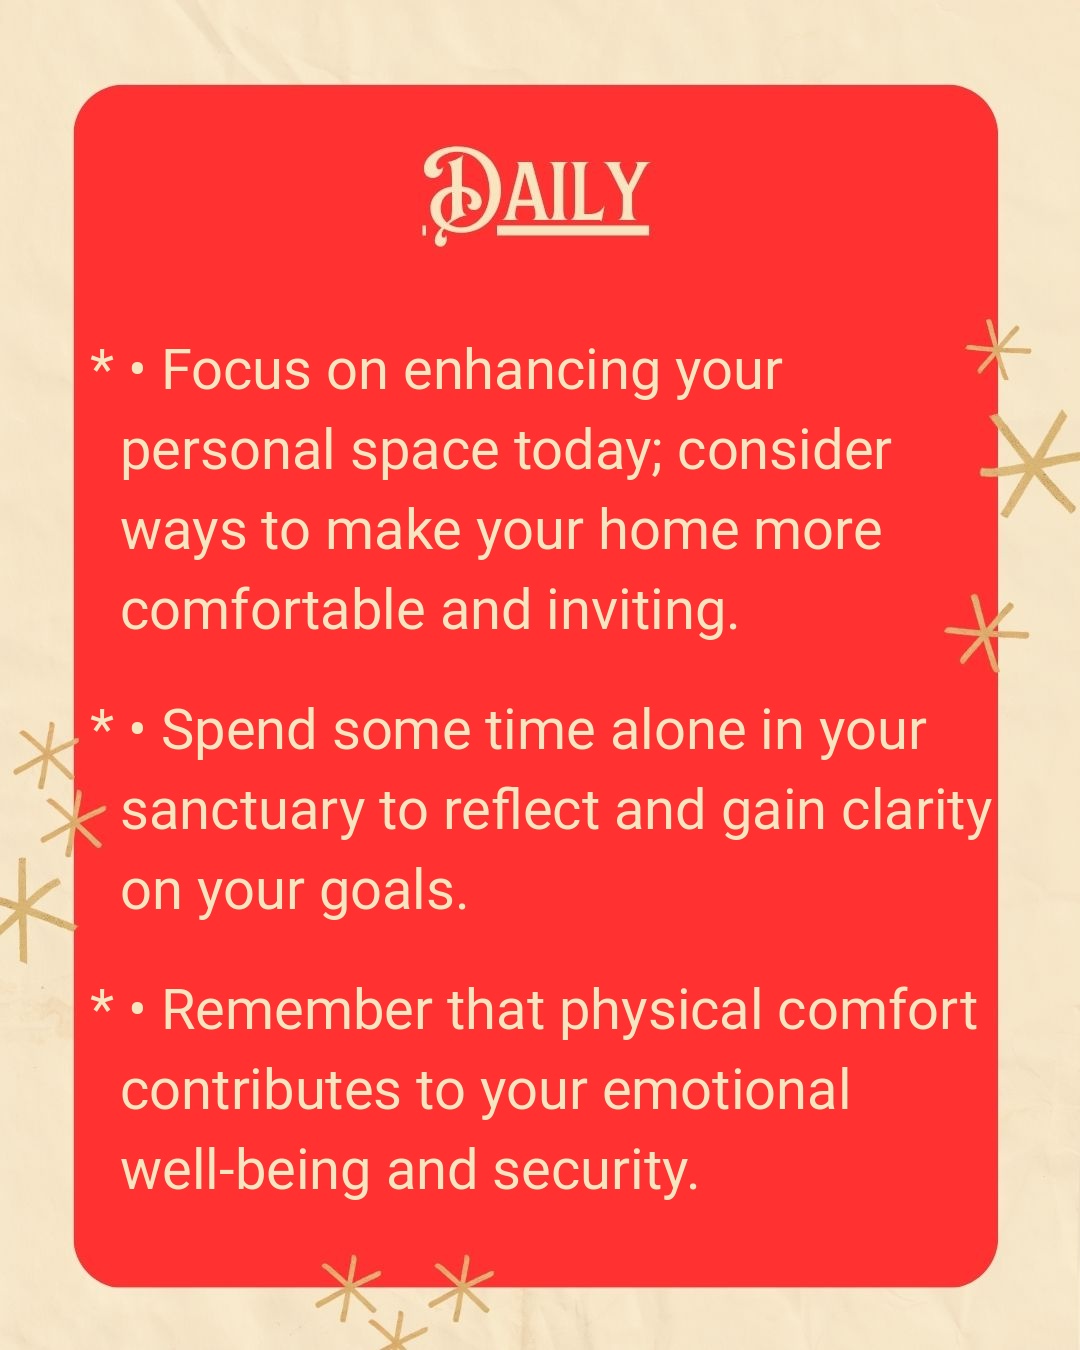 Daily
* • Focus on enhancing your
personal space today; consider
ways to make your home more
comfortable and inviting.
* • Spend some time alone in your
sanctuary to reflect and gain clarity
on your goals.
* • Remember that physical comfort
contributes to your emotional
well-being and security.